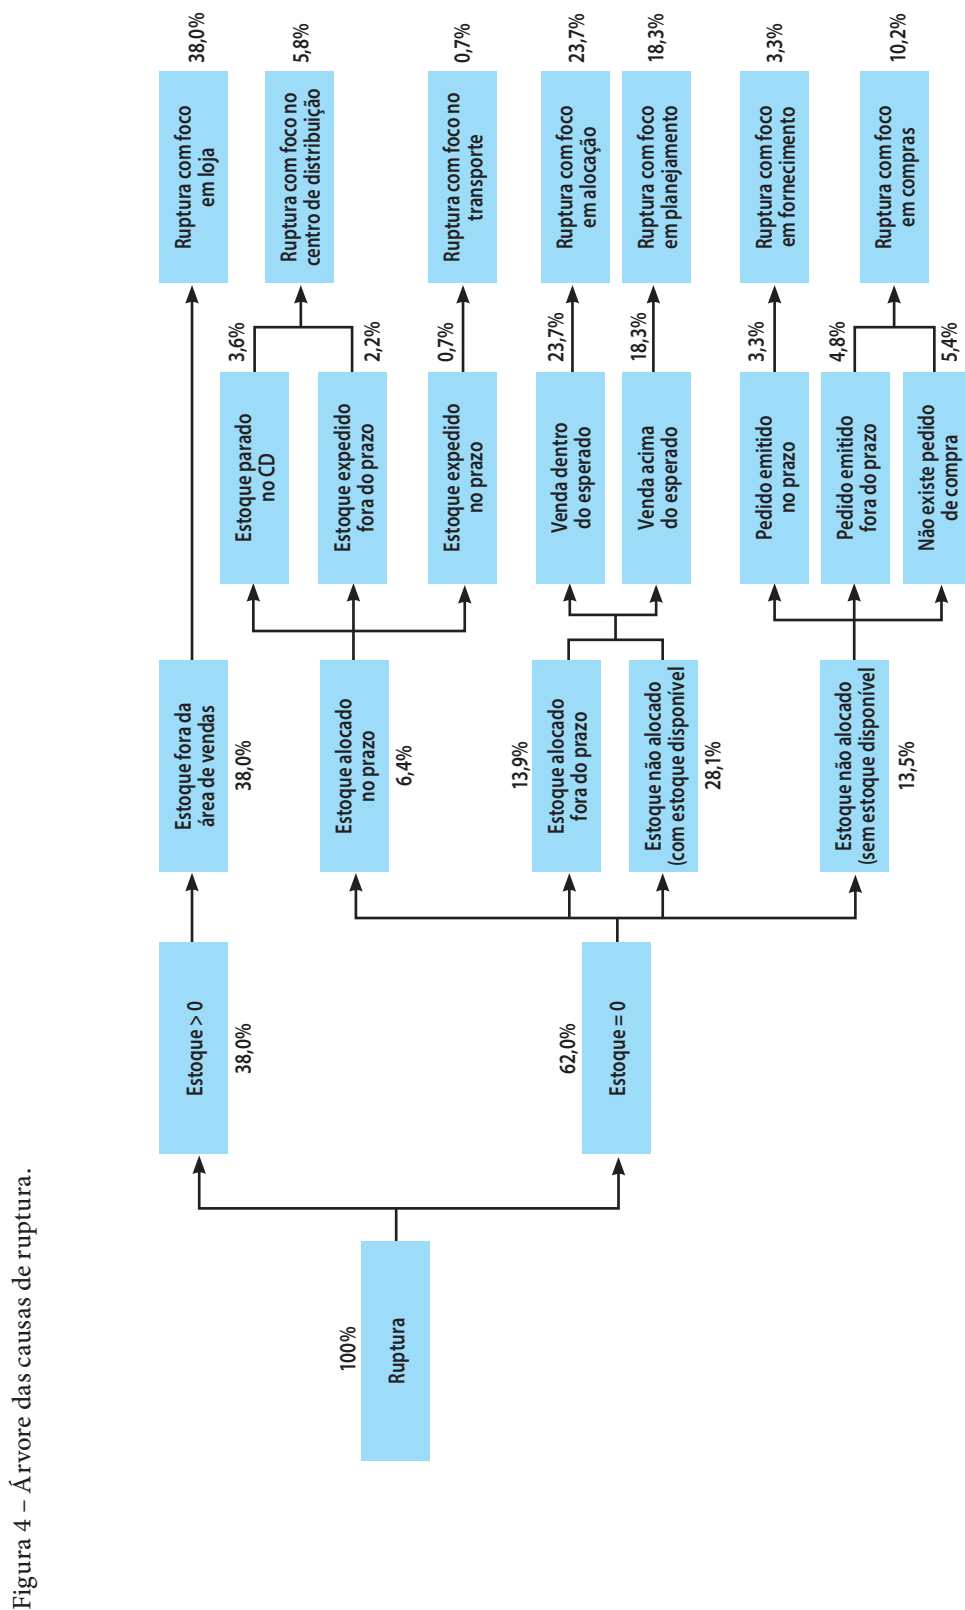 Figura 4 – Árvore das causas de ruptura.
100%
Ruptura
Estoque > 0
38,0%
62,0%
Estoque = 0
Estoque fora da
área de vendas
38,0%
Estoque alocado
no prazo
6,4%
13,9%
Estoque alocado
fora do prazo
Estoque não alocado
(com estoque disponível)
28,1%
Estoque não alocado
(sem estoque disponível)
13,5%
3,6%
Estoque parado
no CD
Estoque expedido
fora do prazo
2,2%
0,7%
Estoque expedido
no prazo
23,7%
Venda dentro
do esperado
18,3%
Venda acima
do esperado
3,3%
Pedido emitido
no prazo
4,8%
Pedido emitido
fora do prazo
Não existe pedido
de compra
5,4%
Ruptura com foco
em loja
38,0%
Ruptura com foco no
centro de distribuição
5,8%
Ruptura com foco no
transporte
0,7%
Ruptura com foco
em alocação
23,7%
Ruptura com foco
em planejamento
18,3%
Ruptura com foco
em fornecimento
3,3%
Ruptura com foco
em compras
10,2%